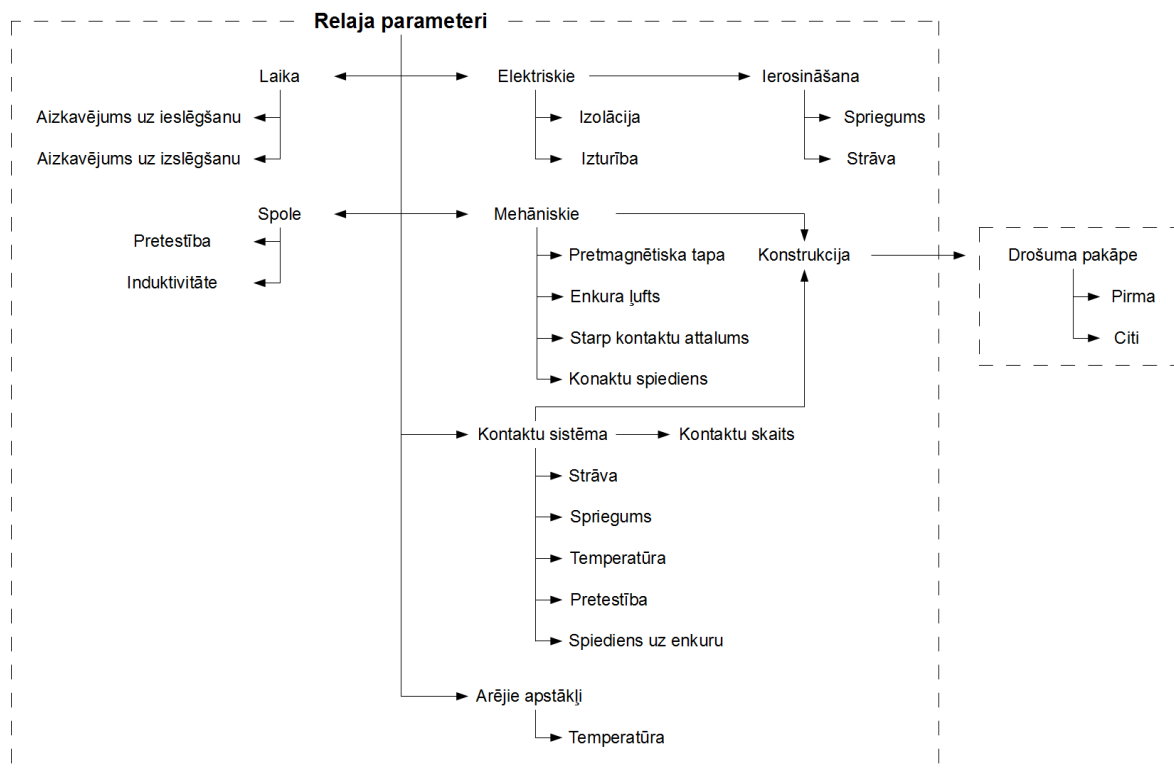 Relaja parameteri
Laika
Elektriskie
Ierosināšana
Aizkavējums uz ieslēgšanu
Izolācija
Spriegums
Aizkavējums uz izslēgšanu
Izturība
Strāva
Spole
Mehāniskie
Pretestība
Pretmagnētiska tapa
Konstrukcija
Drošuma pakāpe
Induktivitāte
Enkura ļufts
Pirma
Starp kontaktu attalums
Citi
Konaktu spiediens
Kontaktu sistēma
Kontaktu skaits
Strāva
Spriegums
Temperatūra
Pretestība
Spiediens uz enkuru
Arējie apstākļi
Temperatūra